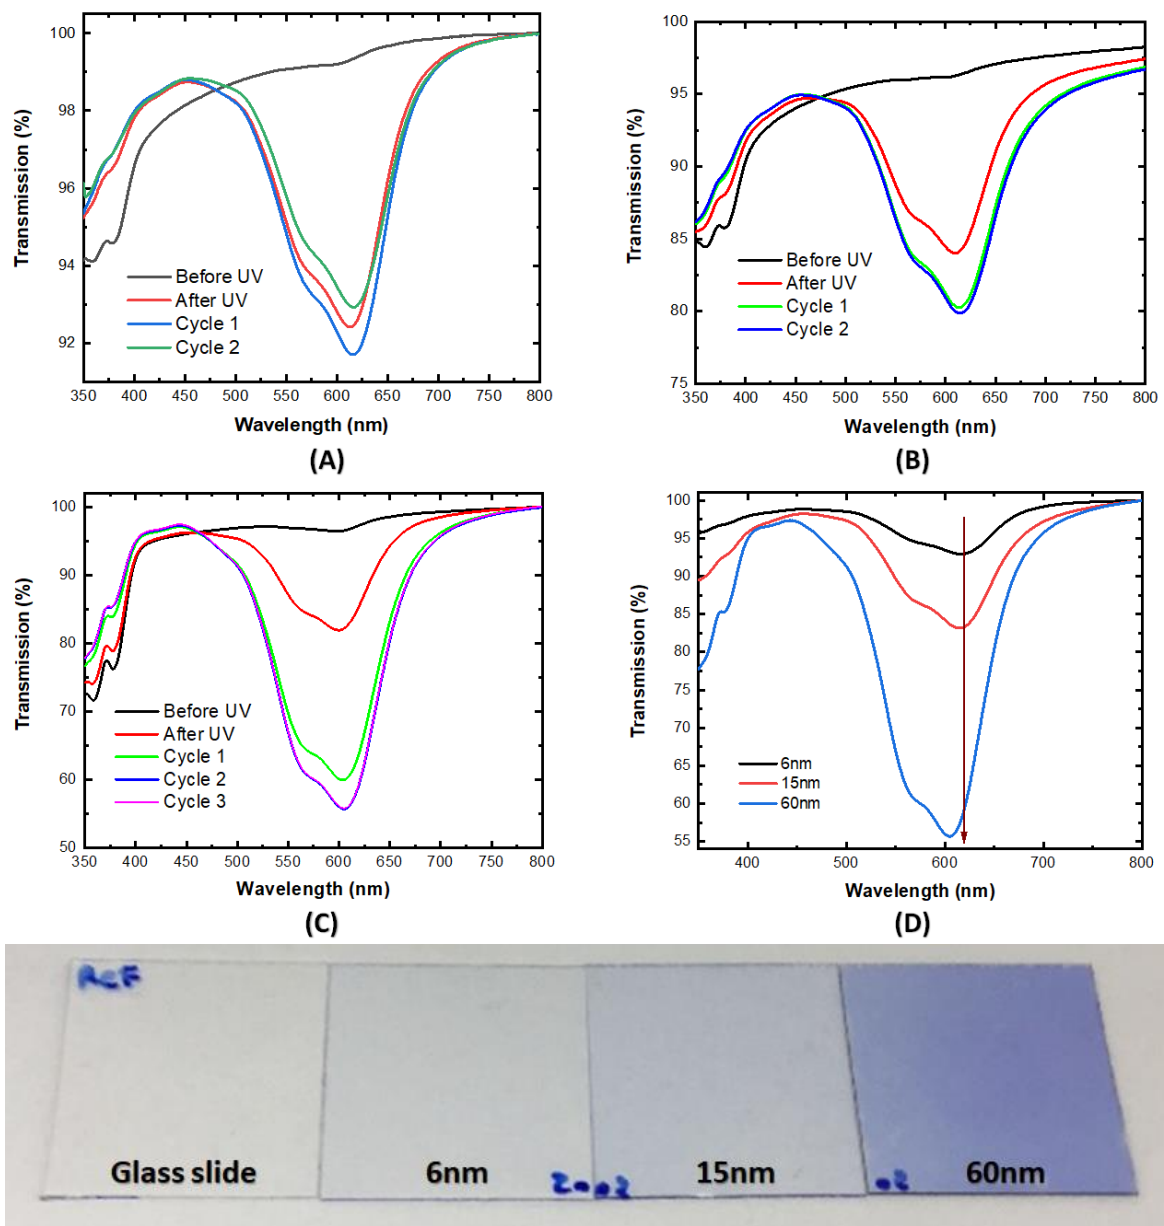 100
98
96
94
92
Transmission (%)
Before UV
After UV
Cycle 1
Cycle 2
350 400 450 500 550 600 650 700 750 800
Wavelength (nm)
(A)
100
95
90
85
80
75
Transmission (%)
Before UV
After UV
Cycle 1
Cycle 2
350 400 450 500 550 600 650 700 750 800
Wavelength (nm)
(B)
100
90
80
70
60
50
Transmission (%)
Before UV
After UV
Cycle 1
Cycle 2
Cycle 3
350 400 450 500 550 600 650 700 750 800
Wavelength (nm)
(C)
100
95
90
85
80
75
70
65
60
55
Transmission (%)
6nm
15nm
60nm
400 500 600 700 800
Wavelength (nm)
(D)
ReF
Glass slide 6nm 15nm 60nm